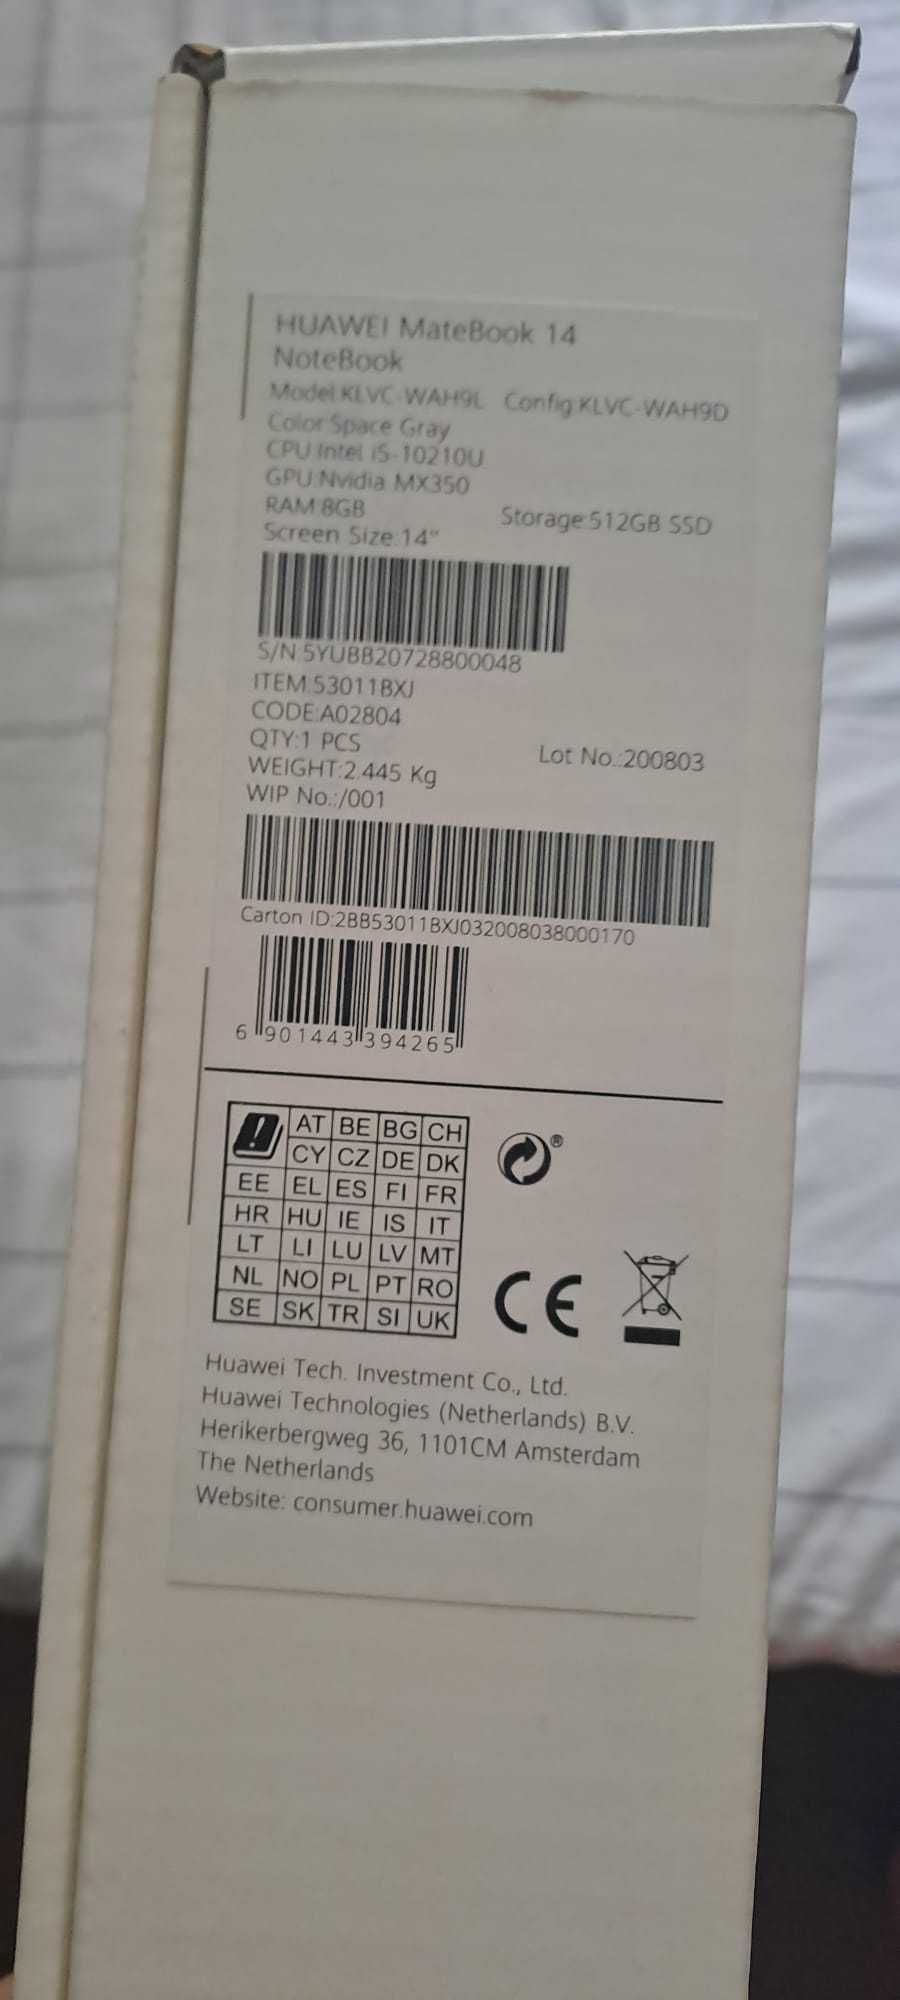 HUAWEI MateBook 14
NoteBook
Model:KLVC-WAH9L Config:KLVC-WAH9D
Color:Space Gray
CPU:Intel i5-10210U
GPU:Nvidia MX350
RAM:8GB Storage:512GB SSD
Screen Size:14"
S/N:5YUBB20728800048
ITEM:53011BXJ
CODE:A02804
QTY:1 PCS Lot No.:200803
WEIGHT:2.445 Kg
WIP No.:/001
Carton ID:2BB53011BXJ032008038000170
6 901443 394265
AT BE BG CH
CY CZ DE DK
EE EL ES FI FR
HR HU IE IS IT
LT LI LU LV MT
NL NO PL PT RO
SE SK TR SI UK
®
CE
Huawei Tech. Investment Co., Ltd.
Huawei Technologies (Netherlands) B.V.
Herikerbergweg 36, 1101CM Amsterdam
The Netherlands
Website: consumer.huawei.com